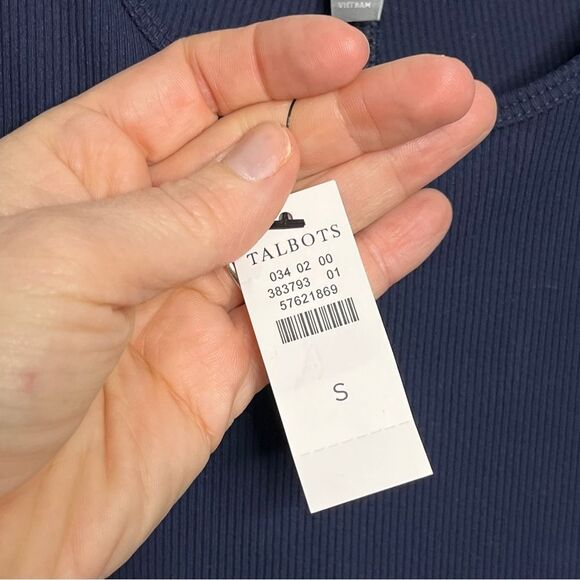 VIETNAM
TALBOTS
034 02 00
383793 01
57621869
S